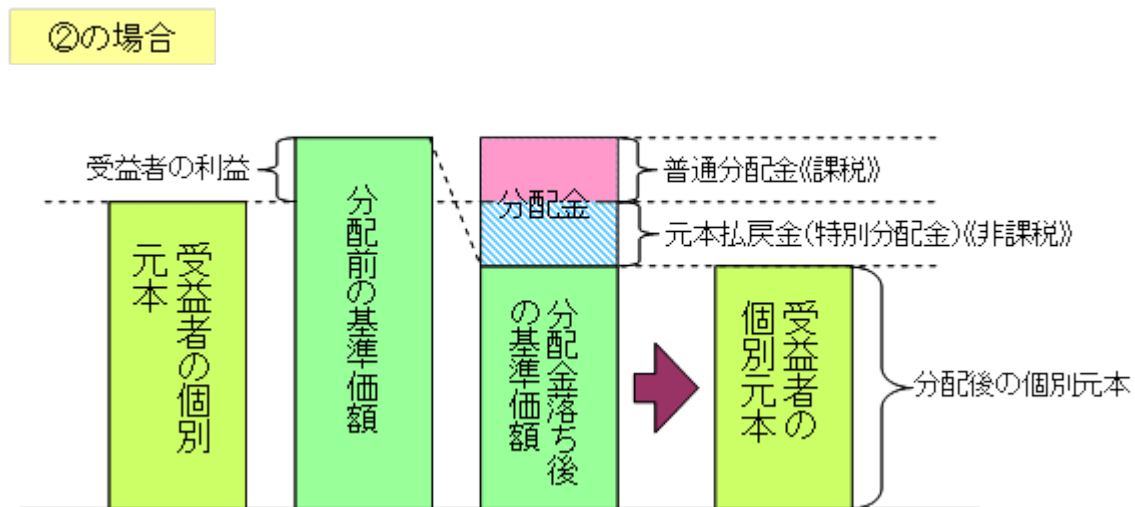 ②の場合
受益者の利益
普通分配金《課税》
分配金
元本払戻金(特別分配金)《非課税》
受益者の個別
元本
分配前の基準価額
分配金落ち後
の基準価額
受益者の
個別元本
分配後の個別元本